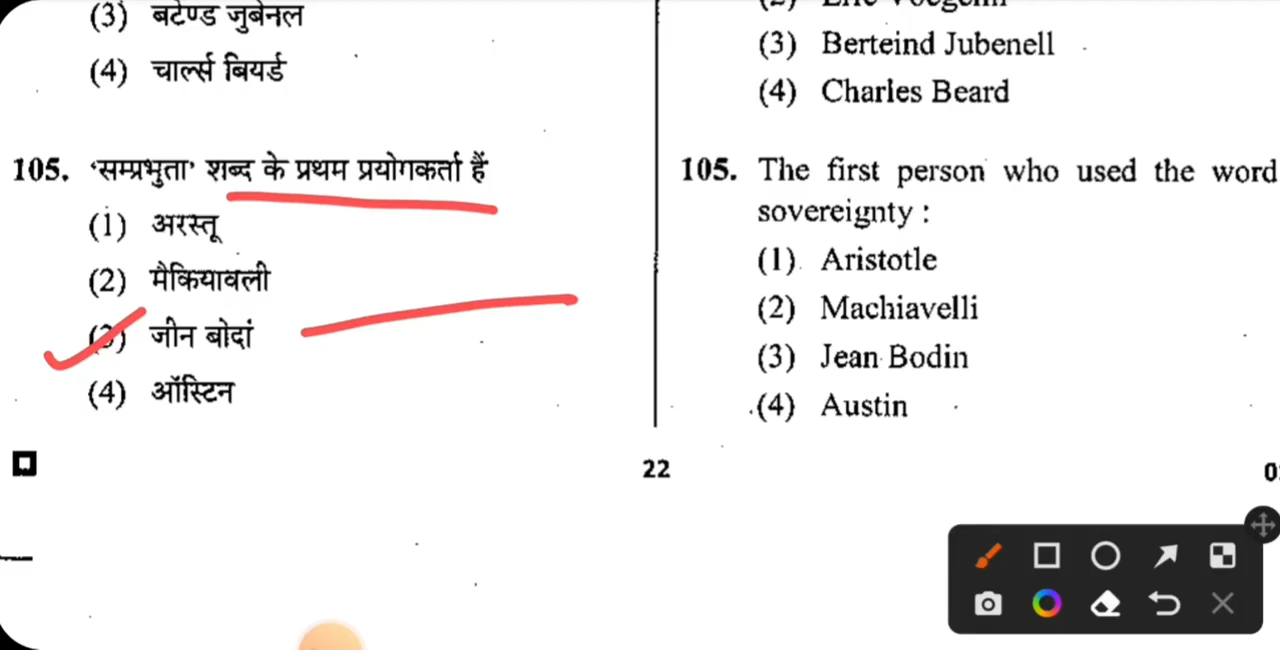 (3) बटेण्ड जुबेनल
(4) चार्ल्स बियर्ड
105. 'सम्प्रभुता' शब्द के प्रथम प्रयोगकर्ता हैं
(1) अरस्तू
(2) मैकियावली
(3) जीन बोदां
(4) ऑस्टिन
(3) Berteind Jubenell
(4) Charles Beard
105. The first person who used the word
sovereignty :
(1) Aristotle
(2) Machiavelli
(3) Jean Bodin
(4) Austin
22